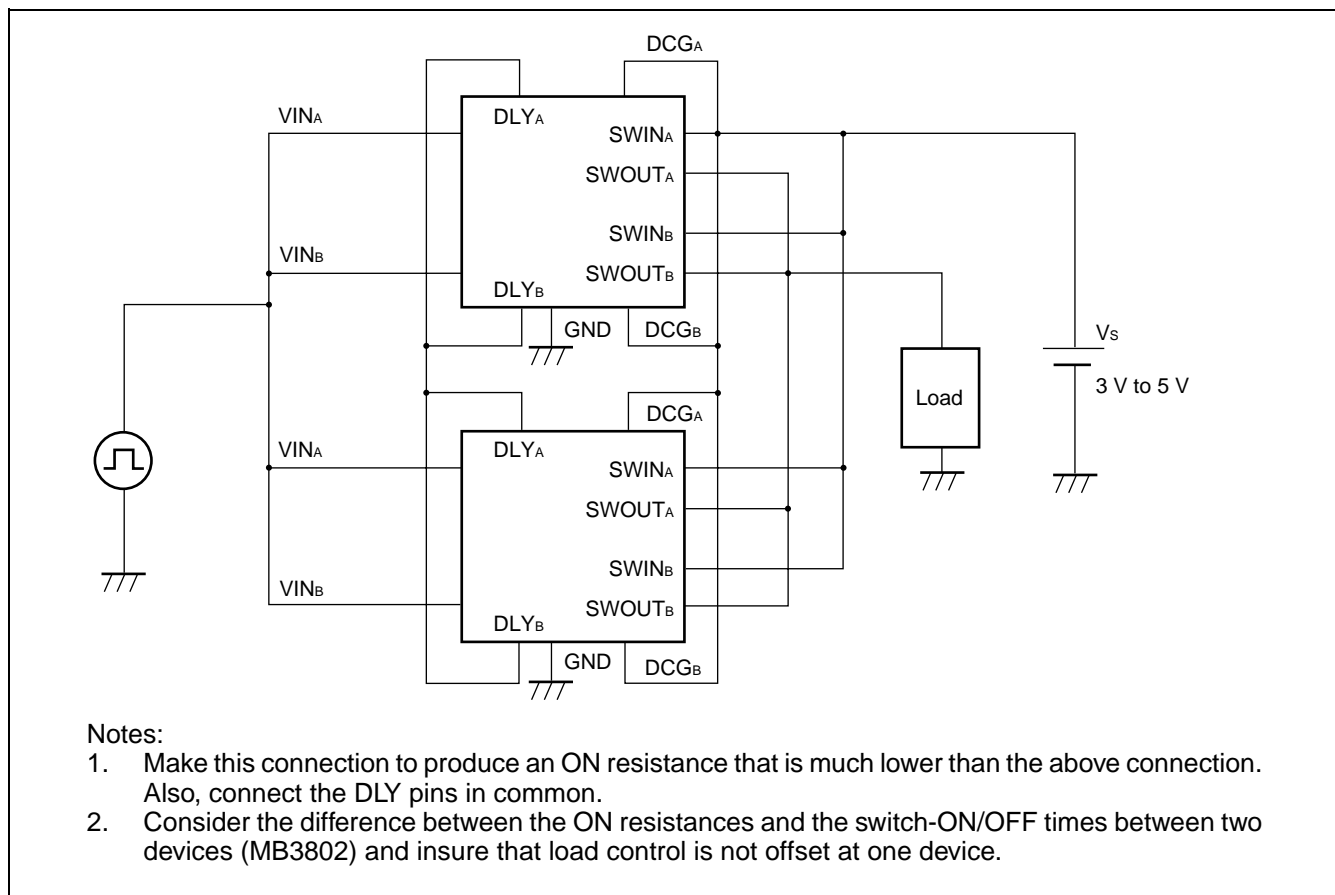 DCGA
VINA
DLYA
SWINA
SWOUTA
SWINB
VINB
SWOUTB
DLYB
GND
DCGB
VS
3 V to 5 V
Load
DCGA
VINA
DLYA
SWINA
SWOUTA
SWINB
VINB
SWOUTB
DLYB
GND
DCGB
Notes:
1. Make this connection to produce an ON resistance that is much lower than the above connection.
Also, connect the DLY pins in common.
2. Consider the difference between the ON resistances and the switch-ON/OFF times between two
devices (MB3802) and insure that load control is not offset at one device.